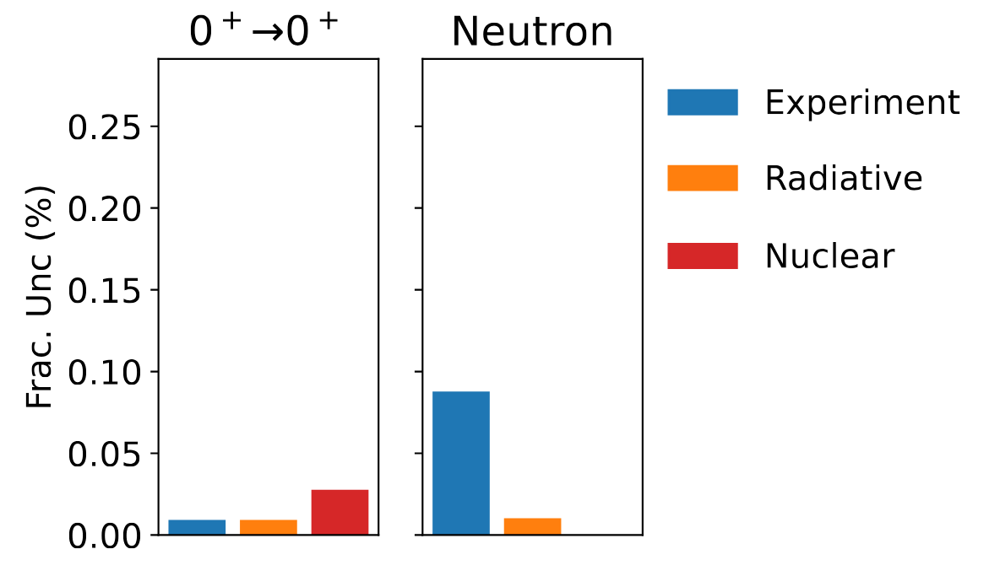 0⁺→0⁺
Neutron
Frac. Unc (%)
0.25
0.20
0.15
0.10
0.05
0.00
Experiment
Radiative
Nuclear